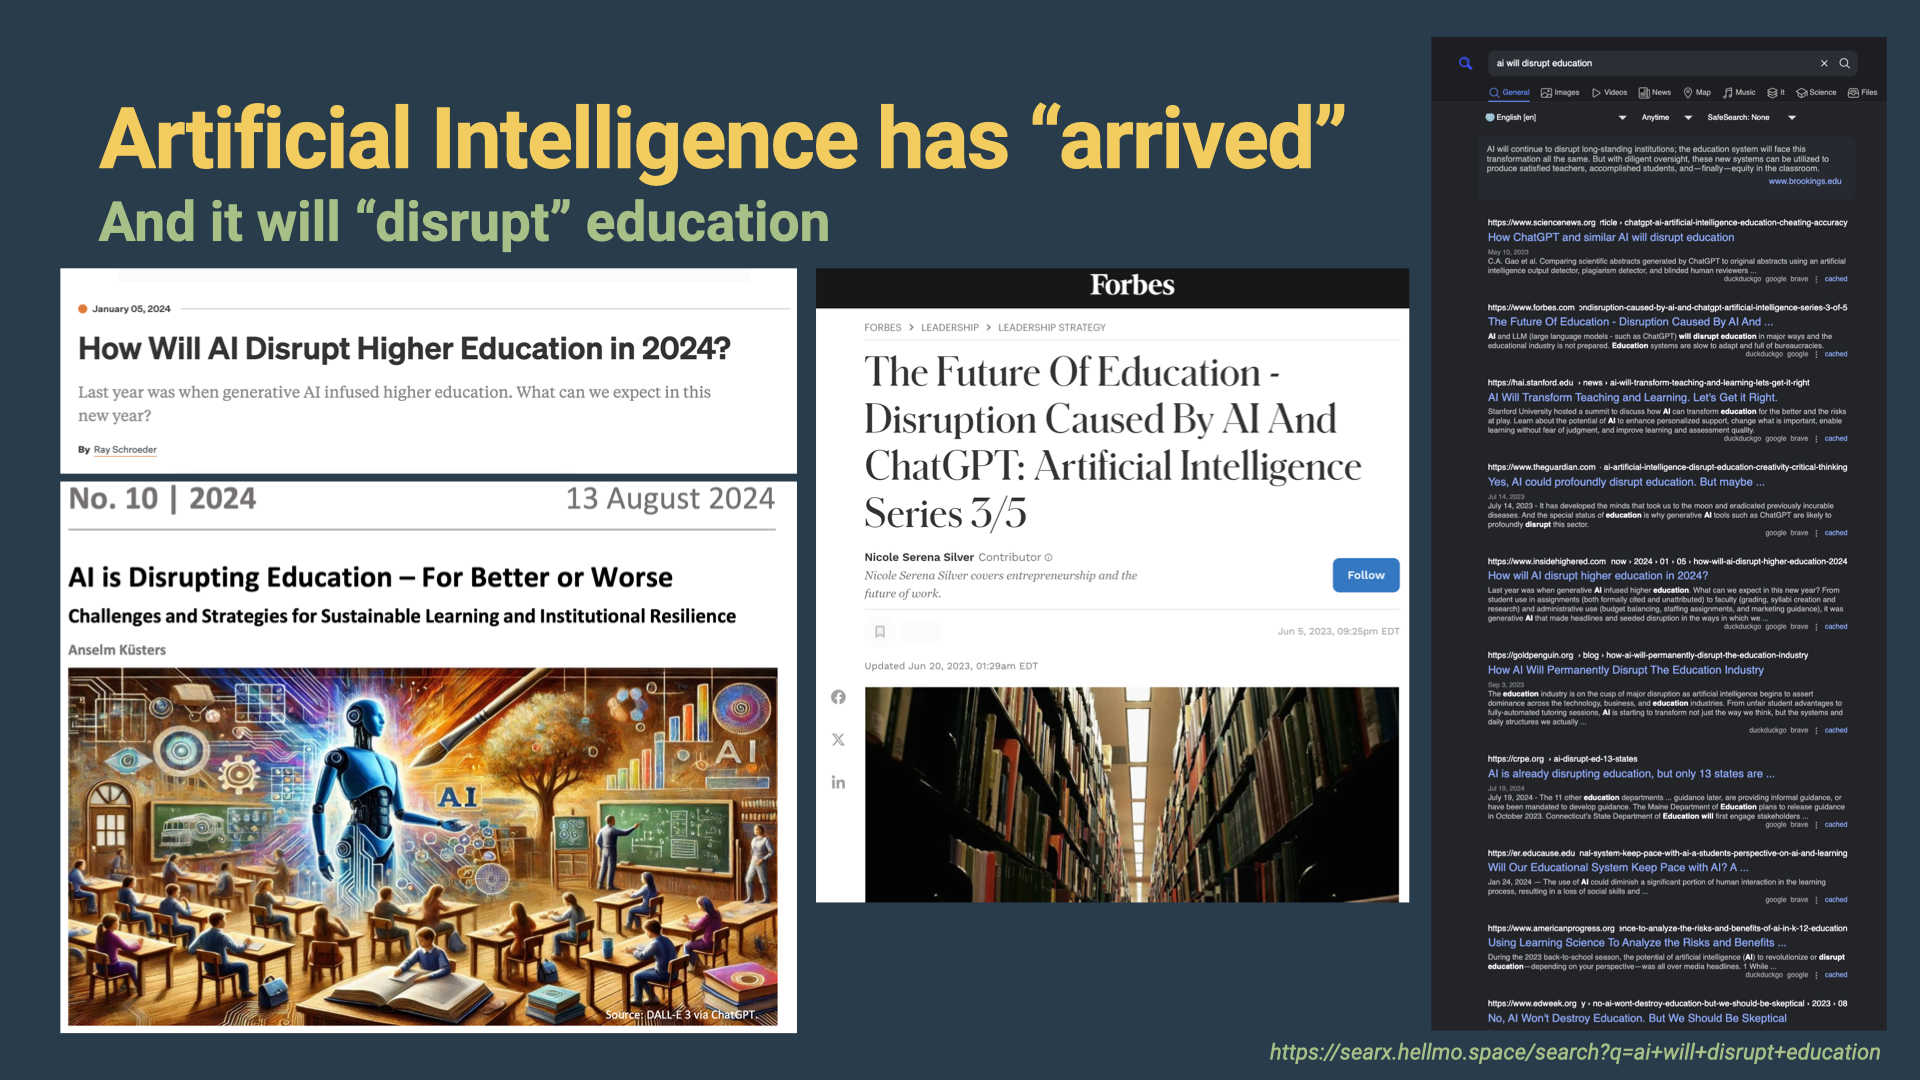 Artificial Intelligence has “arrived”
And it will “disrupt” education
January 05, 2024
How Will AI Disrupt Higher Education in 2024?
Last year was when generative AI infused higher education. What can we expect in this
new year?
By Ray Schroeder
No. 10 | 2024
13 August 2024
AI is Disrupting Education – For Better or Worse
Challenges and Strategies for Sustainable Learning and Institutional Resilience
Anselm Küsters
AI
AI
Source: DALL-E 3 via ChatGPT.
Forbes
FORBES > LEADERSHIP > LEADERSHIP STRATEGY
The Future Of Education -
Disruption Caused By AI And
ChatGPT: Artificial Intelligence
Series 3/5
Nicole Serena Silver Contributor
Nicole Serena Silver covers entrepreneurship and the
future of work.
Follow
Jun 5, 2023, 09:25pm EDT
Updated Jun 20, 2023, 01:29am EDT
ai will disrupt education
General Images Videos News Map Music It Science Files
English [en] Anytime SafeSearch: None
AI will continue to disrupt long-standing institutions; the education system will face this
transformation all the same. But with diligent oversight, these new systems can be utilized to
produce satisfied teachers, accomplished students, and—finally—equity in the classroom.
www.brookings.edu
https://www.sciencenews.org rticle › chatgpt-ai-artificial-intelligence-education-cheating-accuracy
How ChatGPT and similar AI will disrupt education
May 10, 2023
C.A. Gao et al. Comparing scientific abstracts generated by ChatGPT to original abstracts using an artificial
intelligence output detector, plagiarism detector, and blinded human reviewers ...
duckduckgo google cached
https://www.forbes.com ondisruption-caused-by-ai-and-chatgpt-artificial-intelligence-series-3-of-5
The Future Of Education - Disruption Caused By AI And ...
AI and LLM (large language models - such as ChatGPT) will disrupt education in major ways and the
educational industry is not prepared. Education systems are slow to adapt and full of bureaucracies.
duckduckgo google cached
https://hai.stanford.edu › news › ai-will-transform-teaching-and-learning-lets-get-it-right
AI Will Transform Teaching and Learning. Let's Get it Right.
Stanford University hosted a summit to discuss how AI can transform education for the better and the risks
at play. Learn about the potential of AI to enhance personalized support, change what is important, enable
learning without fear of judgment, and improve learning and assessment quality.
duckduckgo google brave cached
https://www.theguardian.com › ai-artificial-intelligence-disrupt-education-creativity-critical-thinking
Yes, AI could profoundly disrupt education. But maybe ...
Jul 14, 2023
July 14, 2023 - It has developed the minds that took us to the moon and eradicated previously incurable
diseases. And the special status of education is why generative AI tools such as ChatGPT are likely to
profoundly disrupt this sector.
google brave cached
https://www.insidehighered.com now › 2024 › 01 › 05 › how-will-ai-disrupt-higher-education-2024
How will AI disrupt higher education in 2024?
Last year was when generative AI infused higher education. What can we expect in this new year? From
student use in assignments (both formally cited and unattributed) to faculty (grading, syllabi creation and
research) and administrative use (budget balancing, staffing assignments, and marketing guidance), it was
generative AI that made headlines and seeded disruption in the ways in which we ...
duckduckgo google brave cached
https://goldpenguin.org › blog › how-ai-will-permanently-disrupt-the-education-industry
How AI Will Permanently Disrupt The Education Industry
Sep 3, 2023
The education industry is on the cusp of major disruption as artificial intelligence begins to assert
dominance across the technology, business, and education industries. From unfair student advantages to
fully-automated tutoring sessions, AI is starting to transform not just the way we think, but the systems and
daily structures we actually ...
duckduckgo brave cached
https://crpe.org › ai-disrupt-ed-13-states
AI is already disrupting education, but only 13 states are ...
Jul 19, 2024
July 19, 2024 - The 11 other education departments ... guidance later, are providing informal guidance, or
have been mandated to develop guidance. The Maine Department of Education plans to release guidance
in October 2023. Connecticut's State Department of Education will first engage stakeholders ...
google brave cached
https://er.educause.edu nal-system-keep-pace-with-ai-a-students-perspective-on-ai-and-learning
Will Our Educational System Keep Pace with AI? A ...
Jan 24, 2024 — The use of AI could diminish a significant portion of human interaction in the learning
process, resulting in a loss of social skills and ...
google brave cached
https://www.americanprogress.org ence-to-analyze-the-risks-and-benefits-of-ai-in-k-12-education
Using Learning Science To Analyze the Risks and Benefits ...
During the 2023 back-to-school season, the potential of artificial intelligence (AI) to revolutionize or disrupt
education—depending on your perspective—was all over media headlines. 1 While ...
duckduckgo google cached
https://www.edweek.org y › no-ai-wont-destroy-education-but-we-should-be-skeptical › 2023 › 08
No, AI Won't Destroy Education. But We Should Be Skeptical
https://searx.hellmo.space/search?q=ai+will+disrupt+education